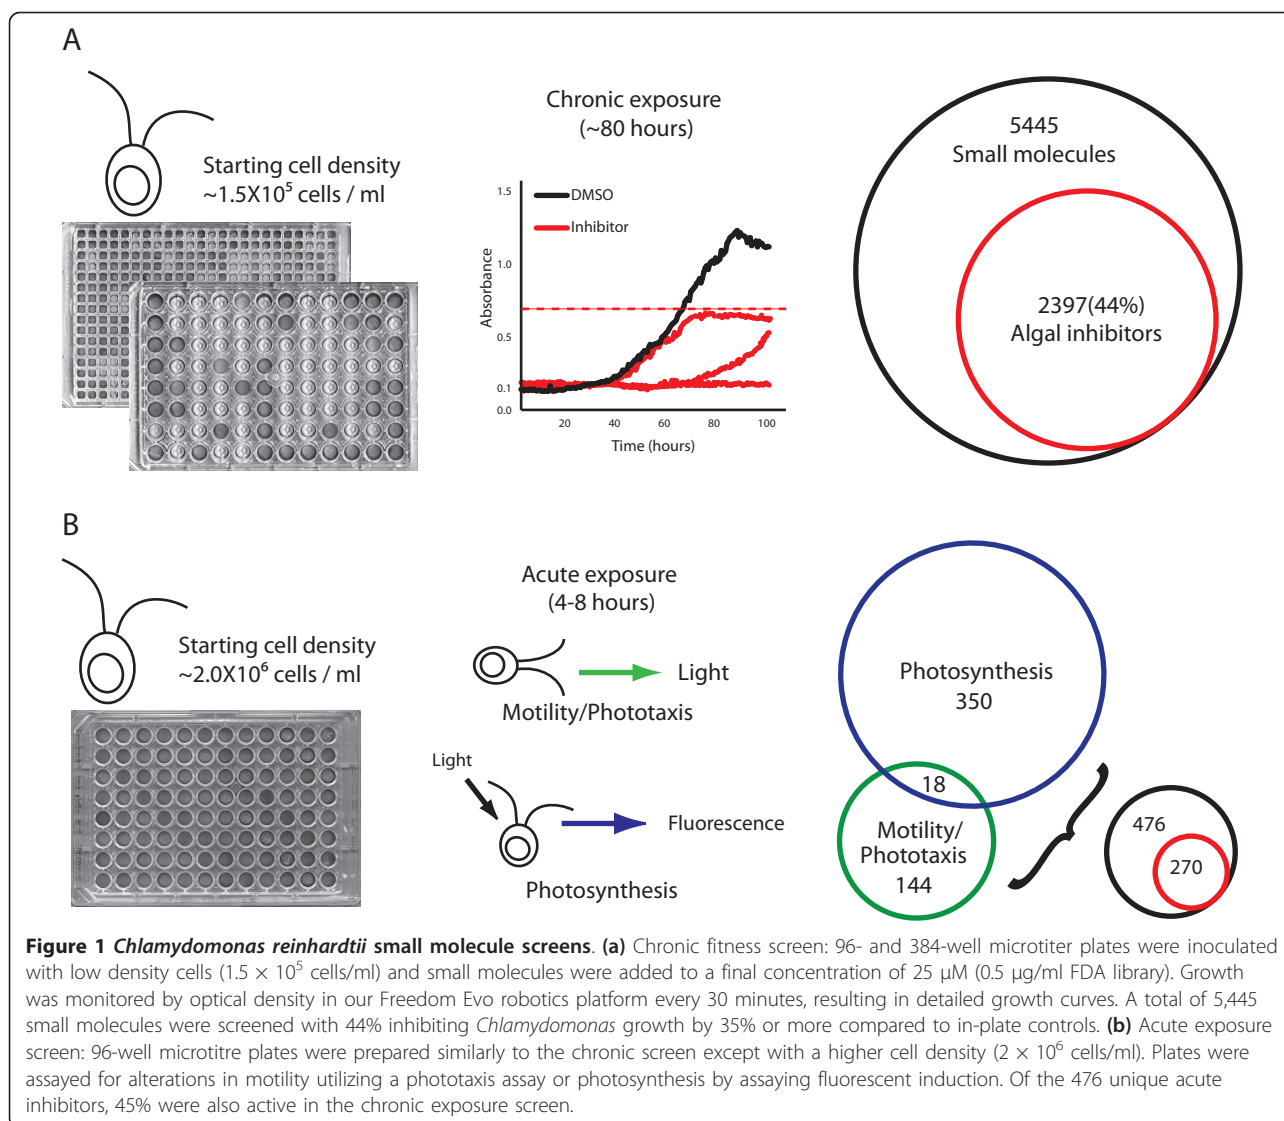 A
Starting cell density
~1.5X10⁵ cells / ml
Chronic exposure
(~80 hours)
1.5
1.0
0.5
0.1
0.0
Absorbance
DMSO
Inhibitor
20 40 60 80 100
Time (hours)
5445
Small molecules
2397(44%)
Algal inhibitors
B
Starting cell density
~2.0X10⁶ cells / ml
Acute exposure
(4-8 hours)
Light
Motility/Phototaxis
Light
Fluorescence
Photosynthesis
Photosynthesis
350
18
Motility/
Phototaxis
144
476
270
Figure 1 Chlamydomonas reinhardtii small molecule screens. (a) Chronic fitness screen: 96- and 384-well microtiter plates were inoculated
with low density cells (1.5 × 10⁵ cells/ml) and small molecules were added to a final concentration of 25 μM (0.5 μg/ml FDA library). Growth
was monitored by optical density in our Freedom Evo robotics platform every 30 minutes, resulting in detailed growth curves. A total of 5,445
small molecules were screened with 44% inhibiting Chlamydomonas growth by 35% or more compared to in-plate controls. (b) Acute exposure
screen: 96-well microtitre plates were prepared similarly to the chronic screen except with a higher cell density (2 × 10⁶ cells/ml). Plates were
assayed for alterations in motility utilizing a phototaxis assay or photosynthesis by assaying fluorescent induction. Of the 476 unique acute
inhibitors, 45% were also active in the chronic exposure screen.